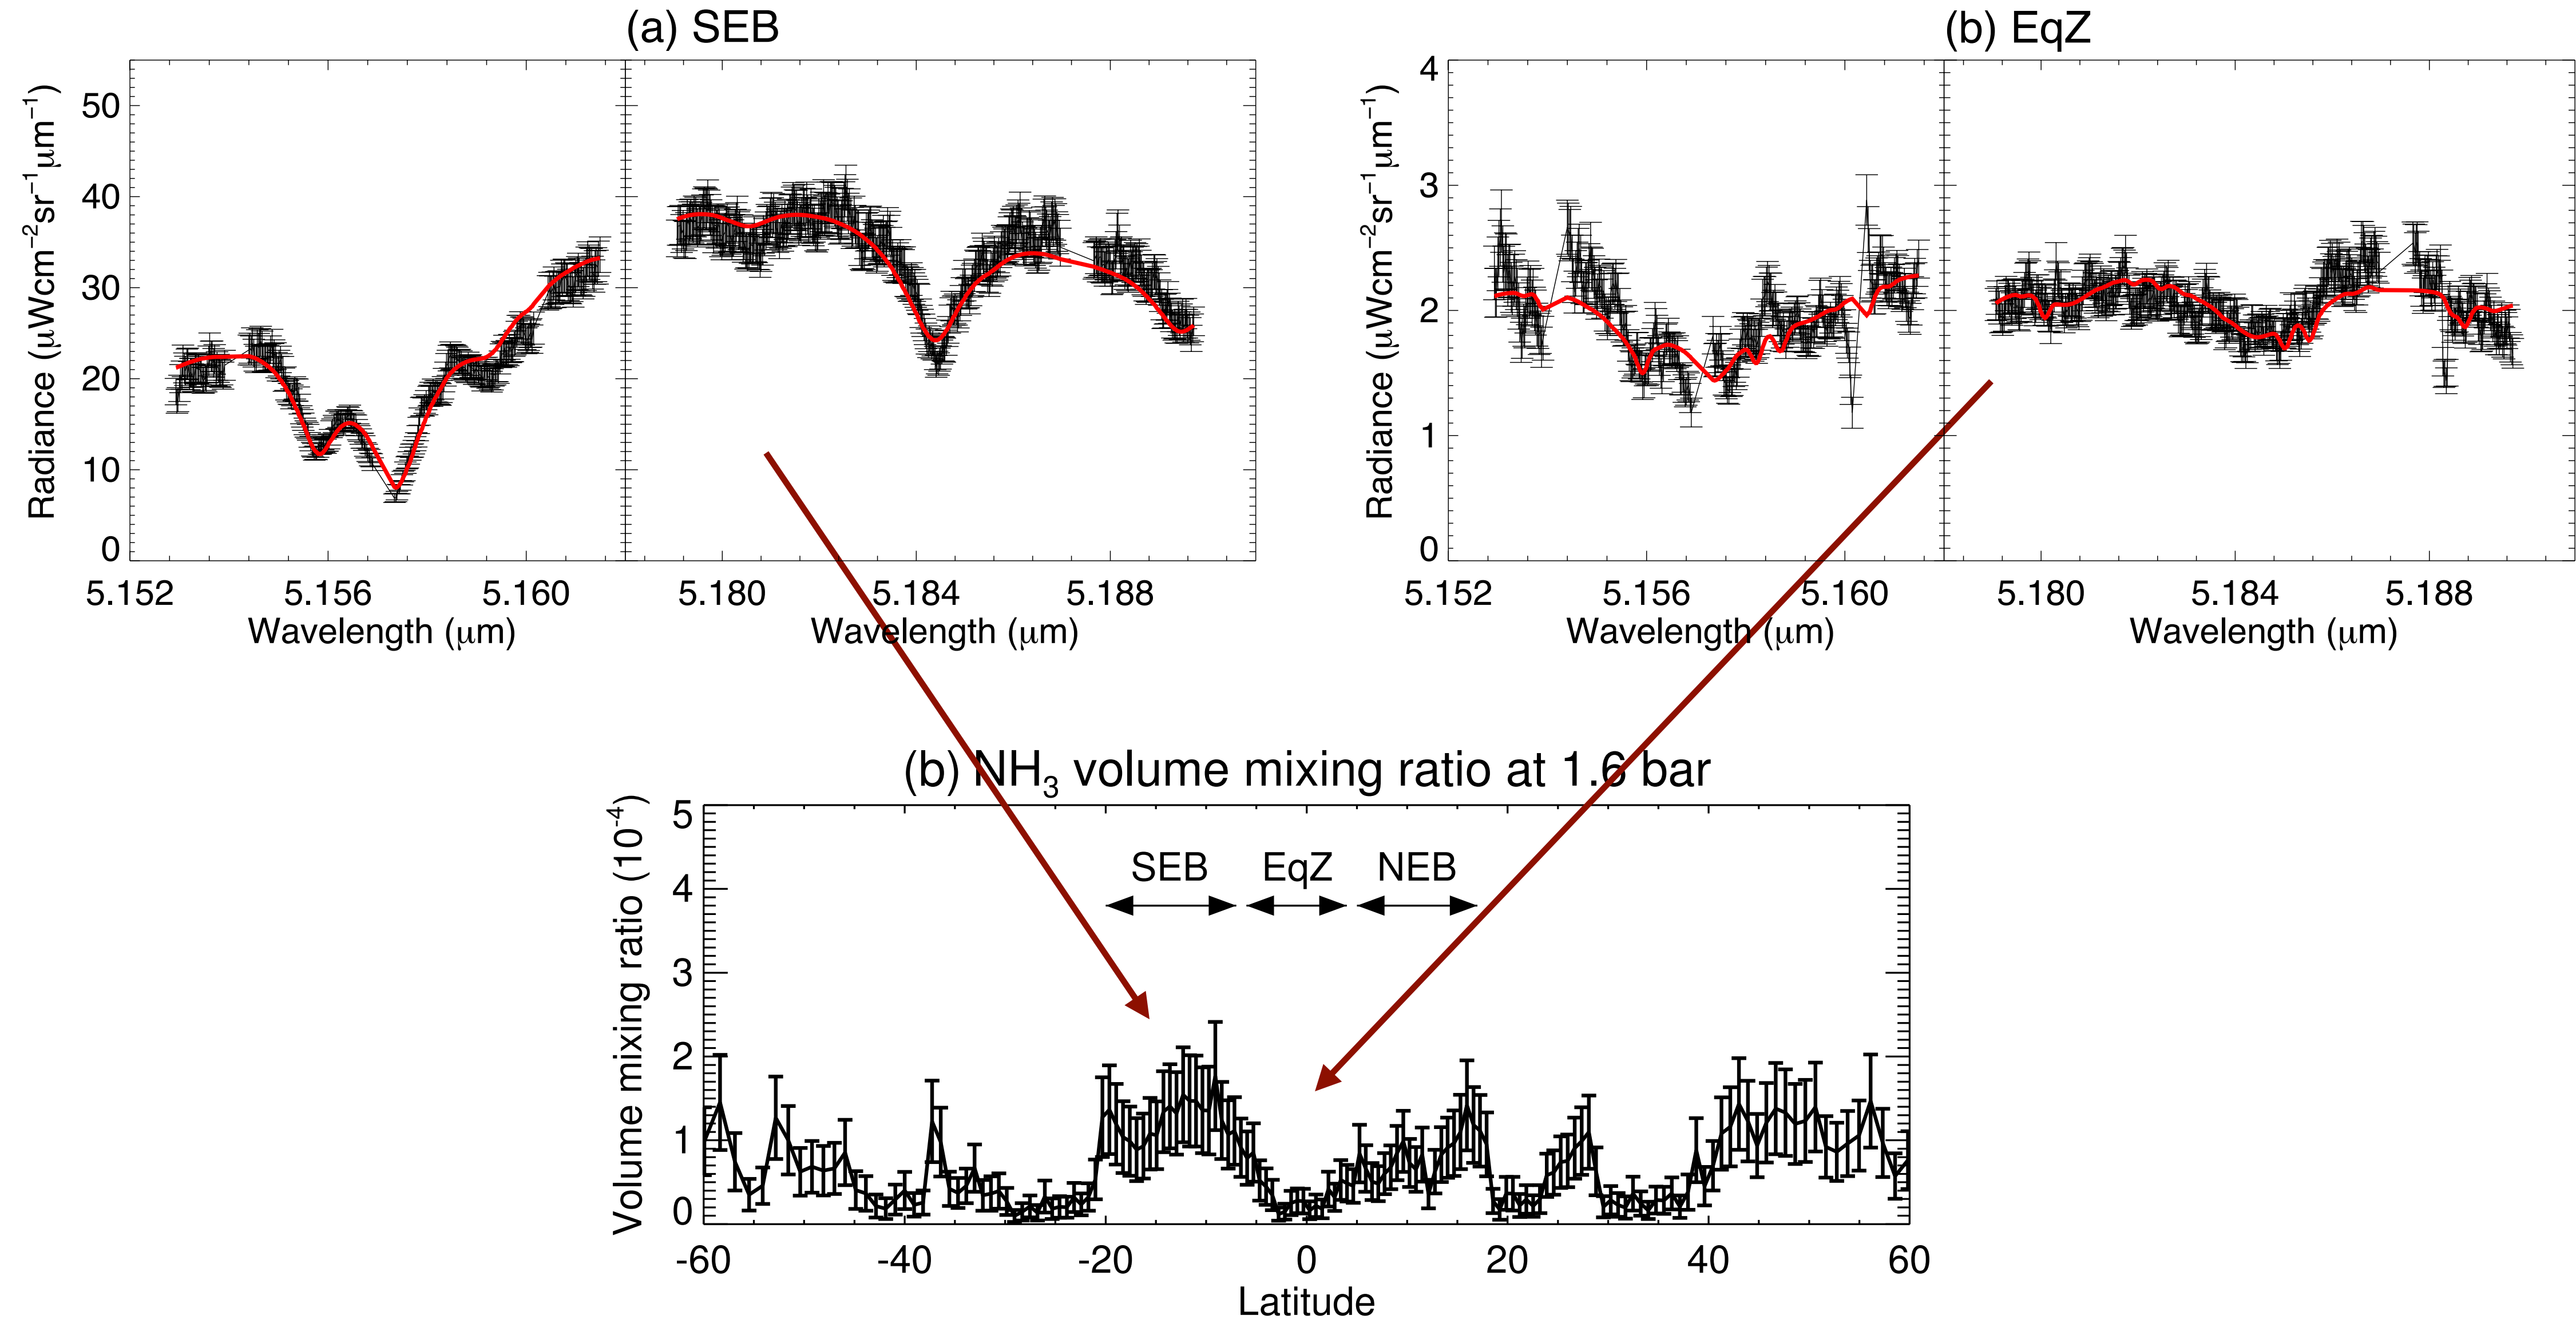 (a) SEB
(b) EqZ
Radiance (μWcm⁻²sr⁻¹μm⁻¹)
50
40
30
20
10
0
5.152
5.156
5.160
5.180
5.184
5.188
Wavelength (μm)
Wavelength (μm)
Radiance (μWcm⁻²sr⁻¹μm⁻¹)
4
3
2
1
0
5.152
5.156
5.160
5.180
5.184
5.188
Wavelength (μm)
Wavelength (μm)
(b) NH₃ volume mixing ratio at 1.6 bar
Volume mixing ratio (10⁻⁴)
5
4
3
2
1
0
SEB
EqZ
NEB
-60
-40
-20
0
20
40
60
Latitude